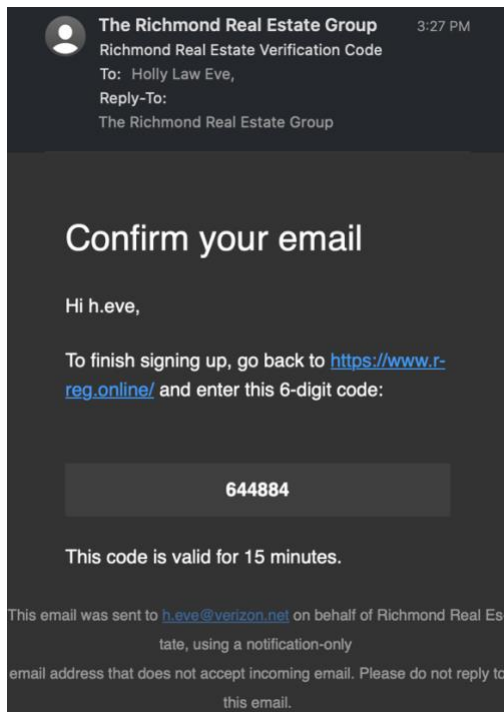 The Richmond Real Estate Group 3:27 PM
Richmond Real Estate Verification Code
To: Holly Law Eve,
Reply-To:
The Richmond Real Estate Group
Confirm your email
Hi h.eve,
To finish signing up, go back to https://www.r-
reg.online/ and enter this 6-digit code:
644884
This code is valid for 15 minutes.
This email was sent to h.eve@verizon.net on behalf of Richmond Real Es-
tate, using a notification-only
email address that does not accept incoming email. Please do not reply to
this email.